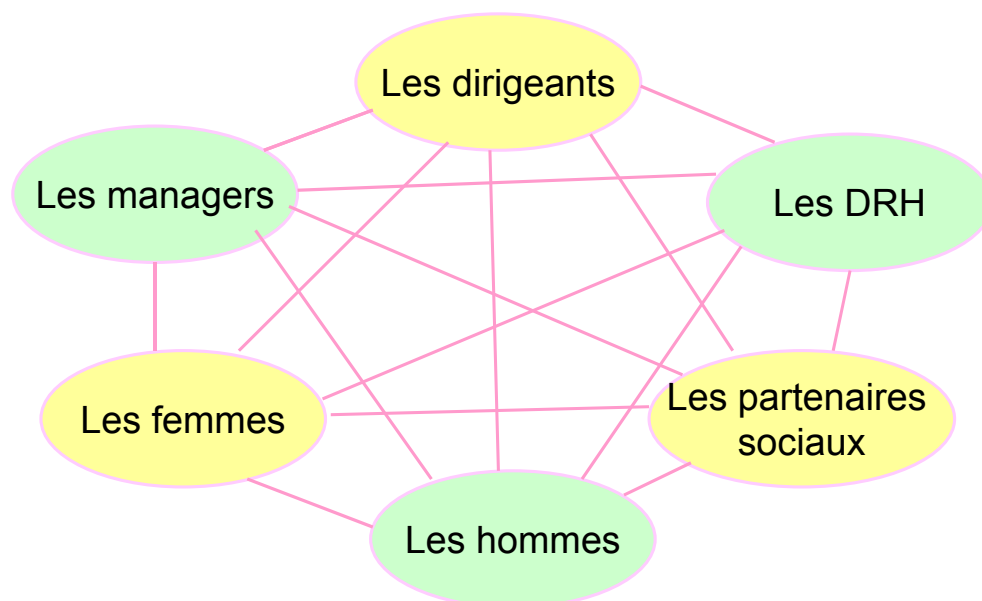 Les dirigeants
Les managers
Les DRH
Les femmes
Les partenaires
sociaux
Les hommes